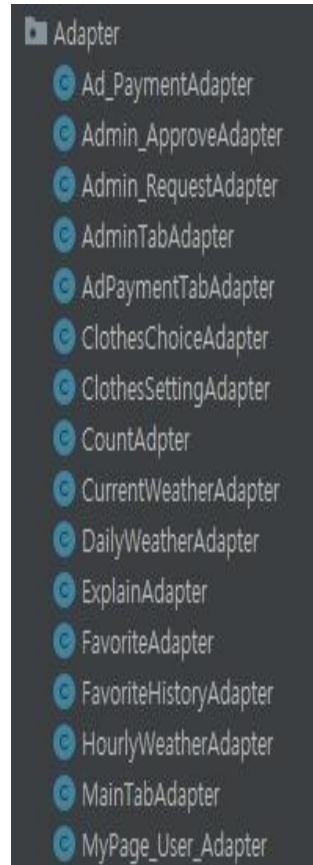 Adapter
Ad_PaymentAdapter
Admin_ApproveAdapter
Admin_RequestAdapter
AdminTabAdapter
AdPaymentTabAdapter
ClothesChoiceAdapter
ClothesSettingAdapter
CountAdpter
CurrentWeatherAdapter
DailyWeatherAdapter
ExplainAdapter
FavoriteAdapter
FavoriteHistoryAdapter
HourlyWeatherAdapter
MainTabAdapter
MyPage_User_Adapter